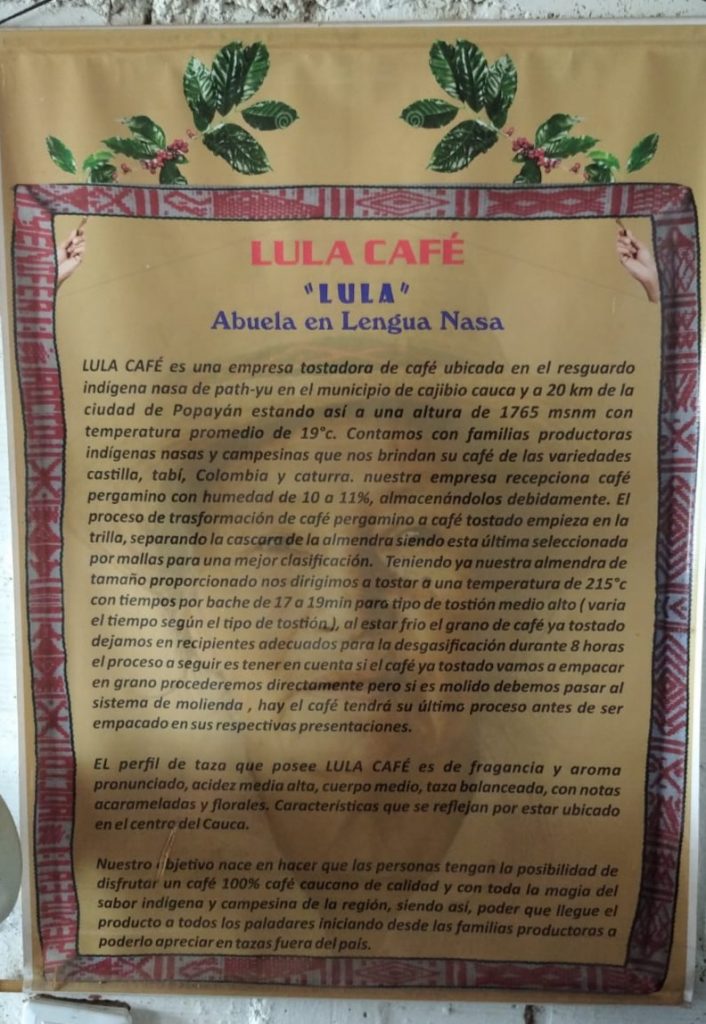 LULA CAFÉ
"LULA"
Abuela en Lengua Nasa
LULA CAFÉ es una empresa tostadora de café ubicada en el resguardo
indígena nasa de path-yu en el municipio de cajibio cauca y a 20 km de la
ciudad de Popayán estando así a una altura de 1765 msnm con
temperatura promedio de 19°c. Contamos con familias productoras
indígenas nasas y campesinas que nos brindan su café de las variedades
castilla, tabí, Colombia y caturra. nuestra empresa recepciona café
pergamino con humedad de 10 a 11%, almacenándolos debidamente. El
proceso de trasformación de café pergamino a café tostado empieza en la
trilla, separando la cascara de la almendra siendo esta última seleccionada
por mallas para una mejor clasificación. Teniendo ya nuestra almendra de
tamaño proporcionado nos dirigimos a tostar a una temperatura de 215°c
con tiempos por bache de 17 a 19min para tipo de tostión medio alto ( varia
el tiempo según el tipo de tostión ), al estar frio el grano de café ya tostado
dejamos en recipientes adecuados para la desgasificación durante 8 horas
el proceso a seguir es tener en cuenta si el café ya tostado vamos a empacar
en grano procederemos directamente pero si es molido debemos pasar al
sistema de molienda , hay el café tendrá su último proceso antes de ser
empacado en sus respectivas presentaciones.
EL perfil de taza que posee LULA CAFÉ es de fragancia y aroma
pronunciado, acidez media alta, cuerpo medio, taza balanceada, con notas
acarameladas y florales. Características que se reflejan por estar ubicado
en el centro del Cauca.
Nuestro objetivo nace en hacer que las personas tengan la posibilidad de
disfrutar un café 100% café caucano de calidad y con toda la magia del
sabor indígena y campesina de la región, siendo así, poder que llegue el
producto a todos los paladares iniciando desde las familias productoras a
poderlo apreciar en tazas fuera del país.